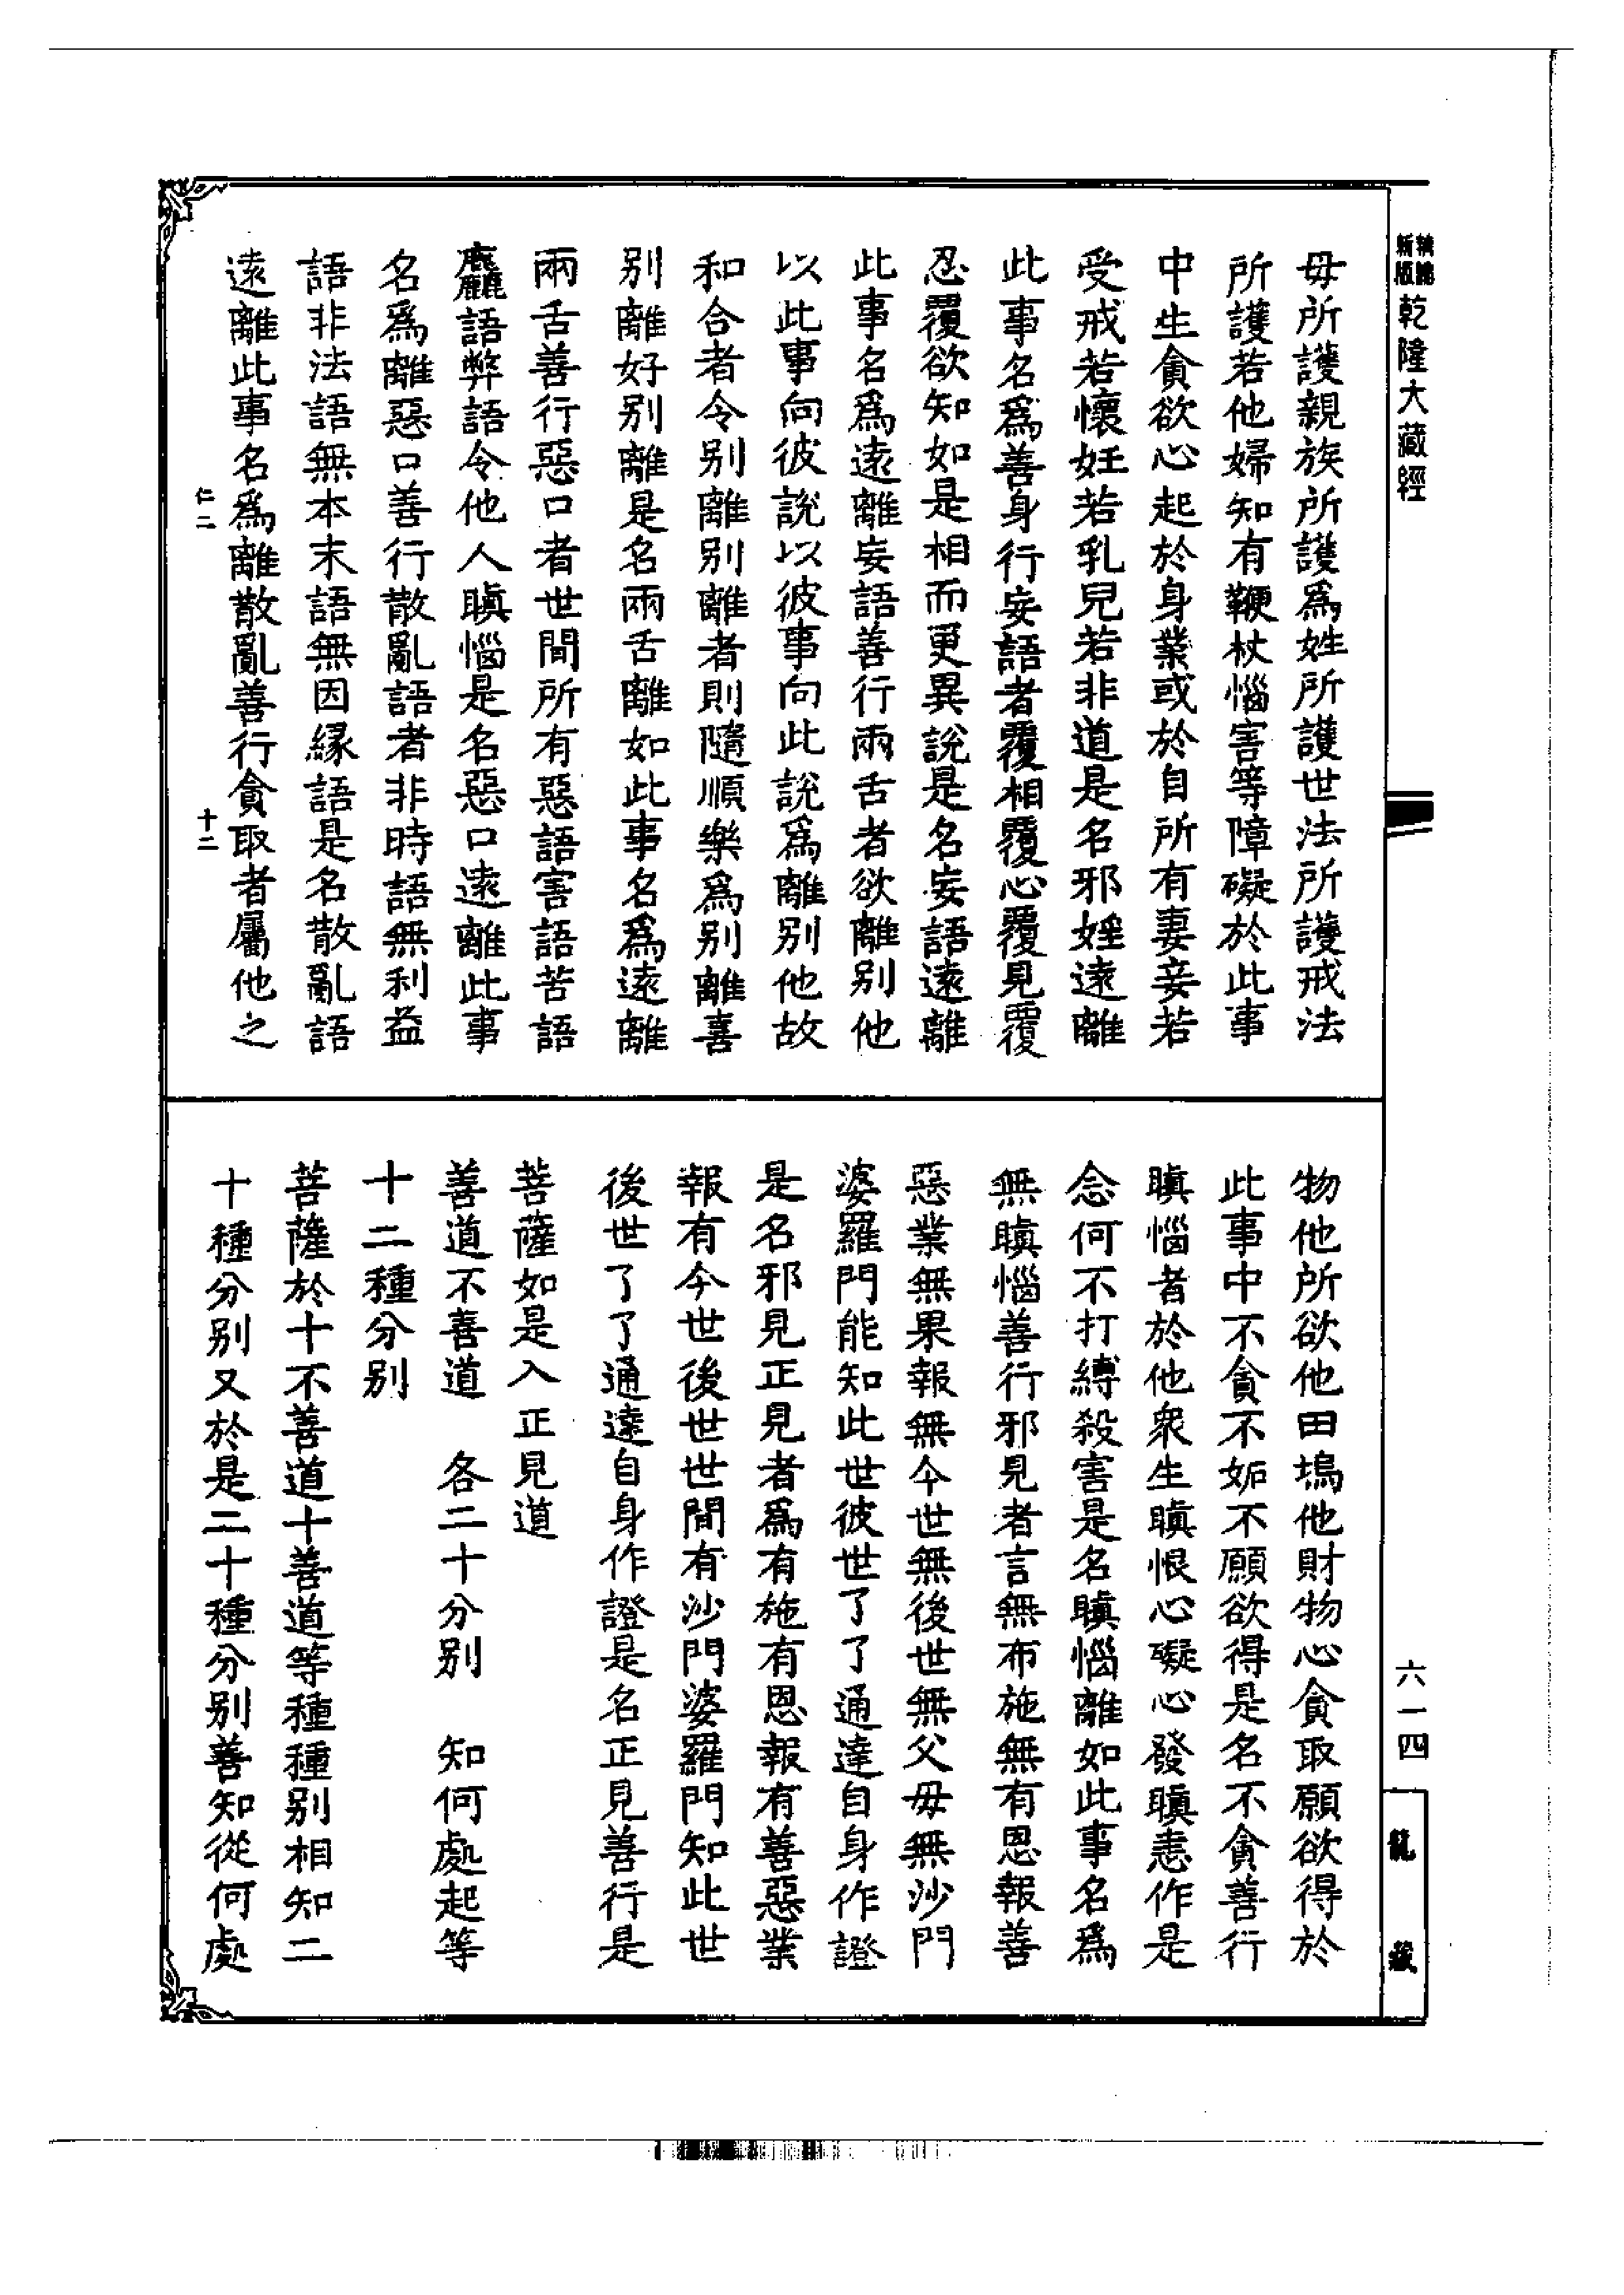 新版精緻乾隆大藏經
母所護親族所護爲姓所護世法所護戒法
所護若他婦知有鞭杖惱害等障礙於此事
中生貪欲心起於身業或於自所有妻妾若
受戒若懷妊若乳兒若非道是名邪婬遠離
此事名爲善身行妄語者覆相覆心覆見覆
忍覆欲知如是相而更異說是名妄語遠離
此事名爲遠離妄語善行兩舌者欲離別他
以此事向彼說以彼事向此說爲離別他故
和合者令別離別離者則隨順樂爲別離喜
別離好別離是名兩舌離如此事名爲遠離
兩舌善行惡口者世間所有惡語害語苦語
麤語弊語令他人瞋惱是名惡口遠離此事
名爲離惡口善行散亂語者非時語無利益
語非法語無本末語無因縁語是名散亂語
遠離此事名爲離散亂善行貪取者屬他之
仁二 十二
物他所欲他田塢他財物心貪取願欲得於
此事中不貪不妬不願欲得是名不貪善行
瞋惱者於他衆生瞋恨心礙心發瞋恚作是
念何不打縛殺害是名瞋惱離如此事名爲
無瞋惱善行邪見者言無布施無有恩報善
惡業無果報無今世無後世無父母無沙門
婆羅門能知此世彼世了了通達自身作證
是名邪見正見者爲有施有恩報有善惡業
報有今世後世世間有沙門婆羅門知此世
後世了了通達自身作證是名正見善行是
菩薩如是入正見道
善道不善道 各二十分別 知何處起等
十二種分別
菩薩於十不善道十善道等種種別相知二
十種分別又於是二十種分別善知從何處
六一四
龍藏